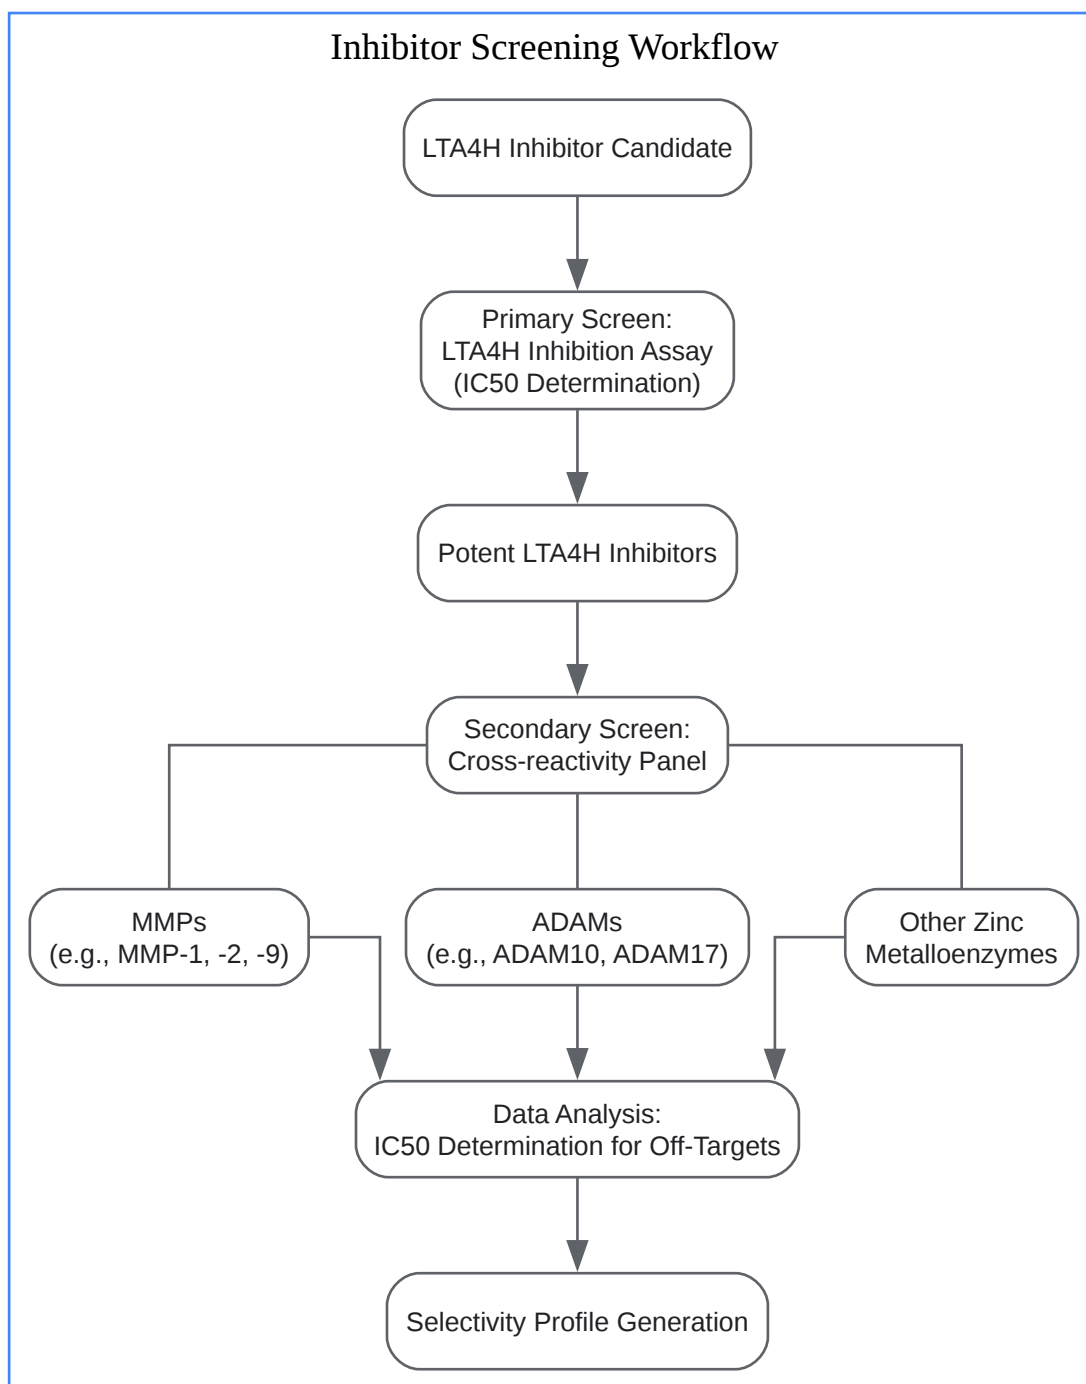 Inhibitor Screening Workflow
LTA4H Inhibitor Candidate
Primary Screen:
LTA4H Inhibition Assay
(IC50 Determination)
Potent LTA4H Inhibitors
Secondary Screen:
Cross-reactivity Panel
MMPs
(e.g., MMP-1, -2, -9)
ADAMs
(e.g., ADAM10, ADAM17)
Other Zinc
Metalloenzymes
Data Analysis:
IC50 Determination for Off-Targets
Selectivity Profile Generation